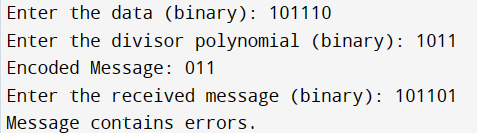 Enter the data (binary): 101110
Enter the divisor polynomial (binary): 1011
Encoded Message: 011
Enter the received message (binary): 101101
Message contains errors.